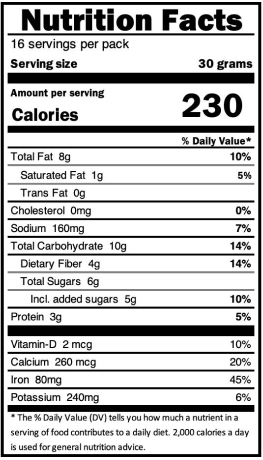 Nutrition Facts
16 servings per pack
Serving size 30 grams
Amount per serving
Calories 230
% Daily Value*
Total Fat 8g 10%
Saturated Fat 1g 5%
Trans Fat 0g
Cholesterol 0mg 0%
Sodium 160mg 7%
Total Carbohydrate 10g 14%
Dietary Fiber 4g 14%
Total Sugars 6g
Incl. added sugars 5g 10%
Protein 3g 5%
Vitamin-D 2 mcg 10%
Calcium 260 mcg 20%
Iron 80mg 45%
Potassium 240mg 6%
* The % Daily Value (DV) tells you how much a nutrient in a
serving of food contributes to a daily diet. 2,000 calories a day
is used for general nutrition advice.